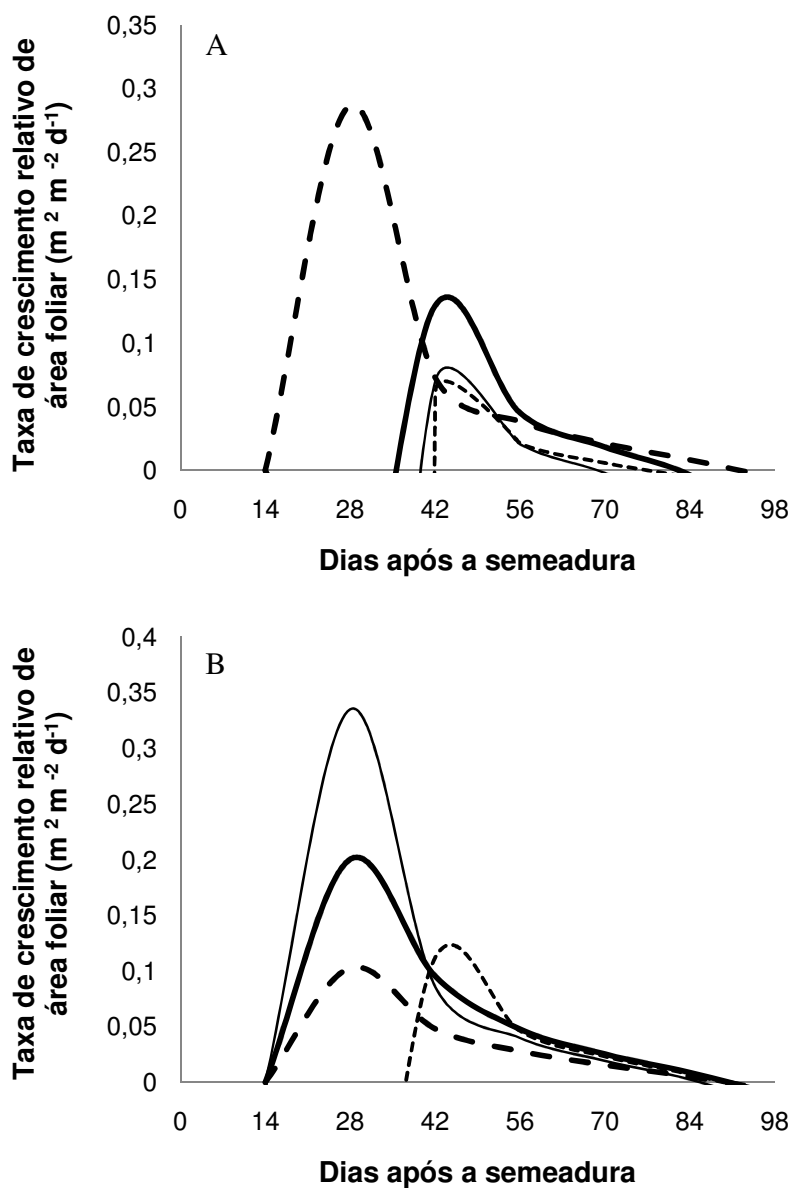 A
Taxa de crescimento relativo de
área foliar (m ² m ⁻² d⁻¹)
0,35
0,3
0,25
0,2
0,15
0,1
0,05
0
0 14 28 42 56 70 84 98
Dias após a semeadura
B
Taxa de crescimento relativo de
área foliar (m ² m ⁻² d⁻¹)
0,4
0,35
0,3
0,25
0,2
0,15
0,1
0,05
0
0 14 28 42 56 70 84 98
Dias após a semeadura